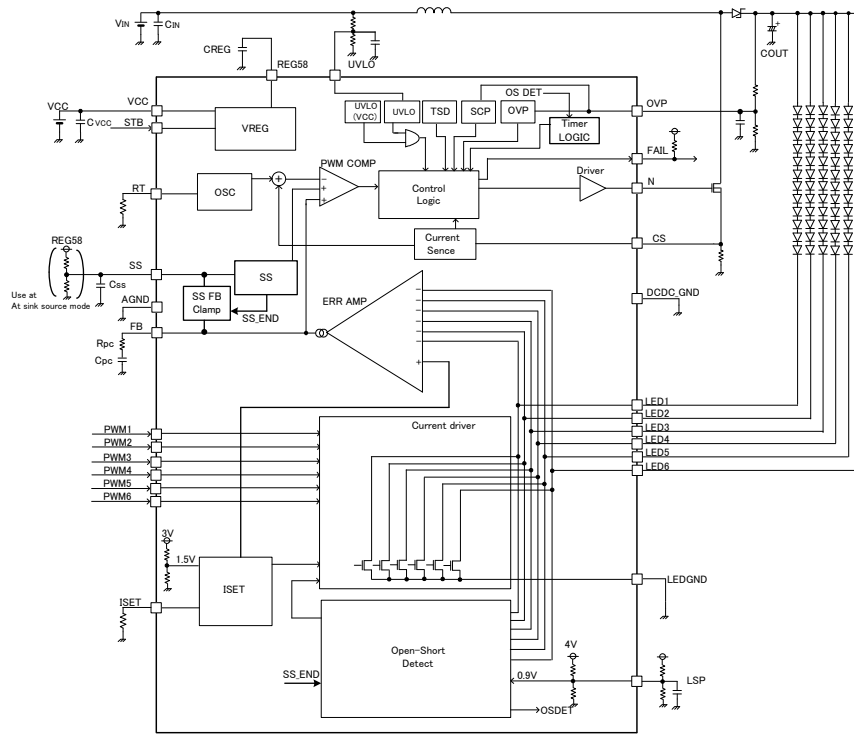 VIN
CIN
CREG
REG58
UVLO
COUT
VCC
VCC
CVCC
STB
VREG
UVLO
(VCC)
UVLO
TSD
SCP
OVP
OS DET
Timer
LOGIC
OVP
FAIL
PWM COMP
RT
OSC
Control
Logic
Driver
N
Current
Sence
CS
REG58
SS
Css
SS
SS FB
Clamp
SS_END
Use at
At sink source mode
AGND
FB
Rpc
Cpc
ERR AMP
DCDC_GND
LED1
LED2
LED3
LED4
LED5
LED6
Current driver
PWM1
PWM2
PWM3
PWM4
PWM5
PWM6
3V
1.5V
ISET
ISET
LEDGND
Open-Short
Detect
SS_END
4V
0.9V
LSP
OSDET